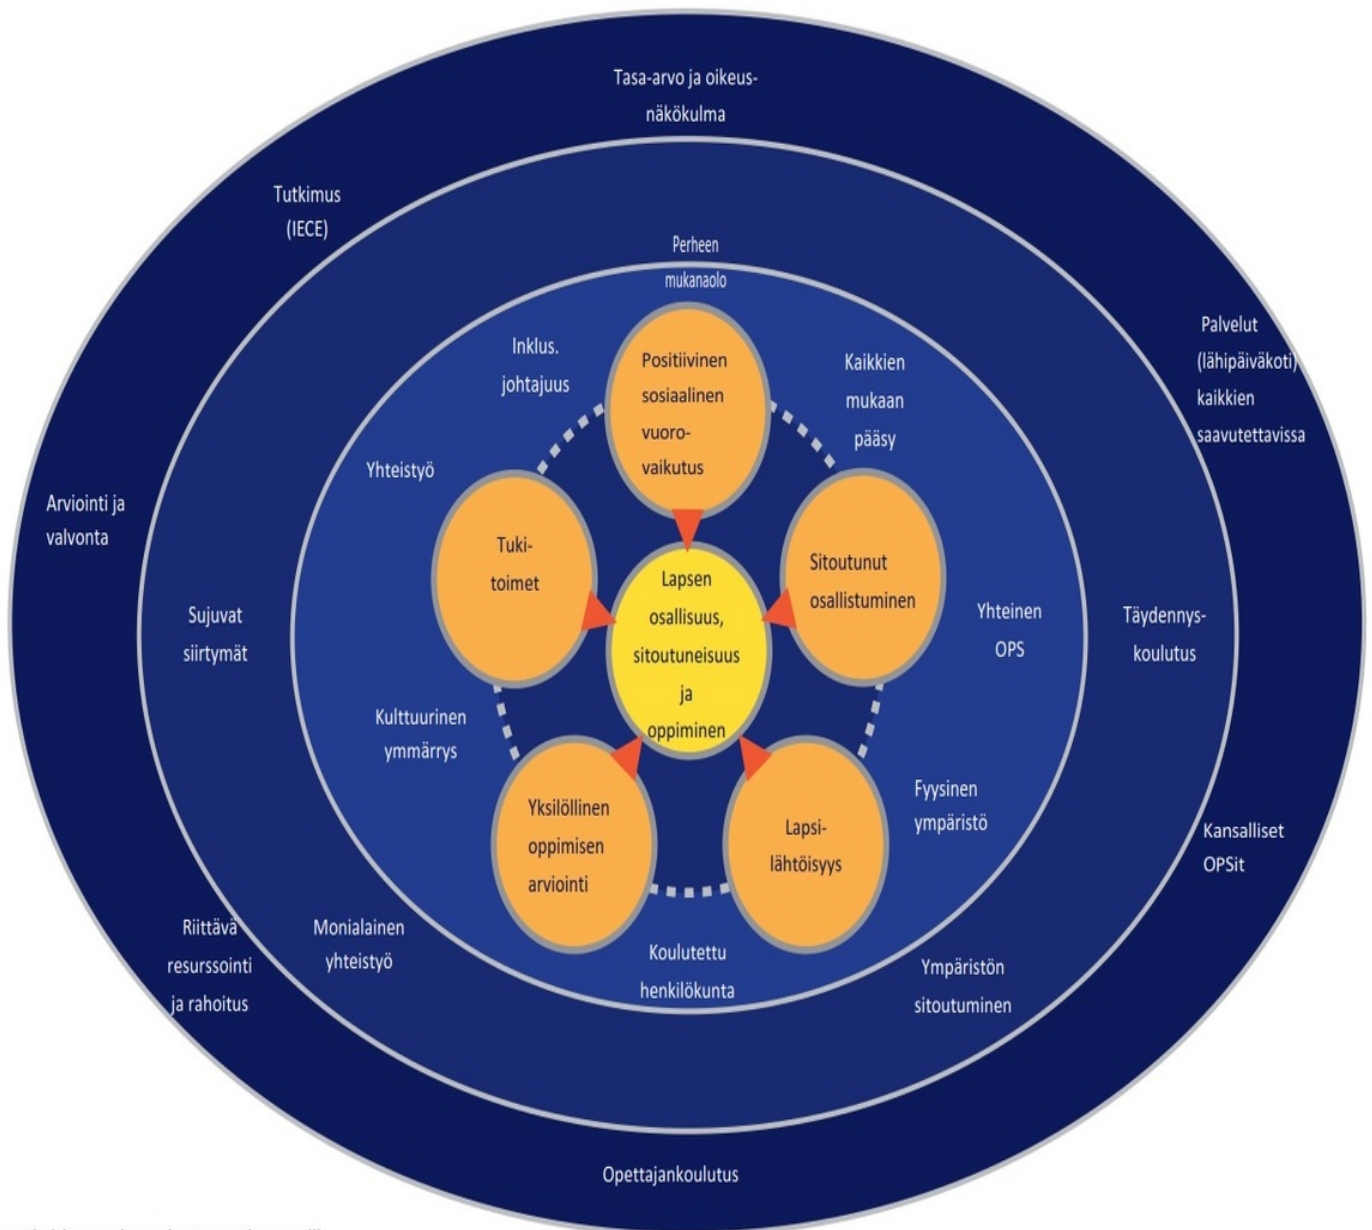 Tasa-arvo ja oikeus-
näkökulma
Tutkimus
(IECE)
Palvelut
(lähipäiväkoti)
kaikkien
saavutettavissa
Arviointi ja
valvonta
Kansalliset
OPSit
Riittävä
resurssointi
ja rahoitus
Opettajankoulutus
Perheen
mukanaolo
Sujuvat
siirtymät
Täydennys-
koulutus
Monialainen
yhteistyö
Ympäristön
sitoutuminen
Inklus.
johtajuus
Kaikkien
mukaan
pääsy
Yhteistyö
Yhteinen
OPS
Kulttuurinen
ymmärrys
Fyysinen
ympäristö
Koulutettu
henkilökunta
Positiivinen
sosiaalinen
vuoro-
vaikutus
Tuki-
toimet
Sitoutunut
osallistuminen
Yksilöllinen
oppimisen
arviointi
Lapsi-
lähtöisyys
Lapsen
osallisuus,
sitoutuneisuus
ja
oppiminen